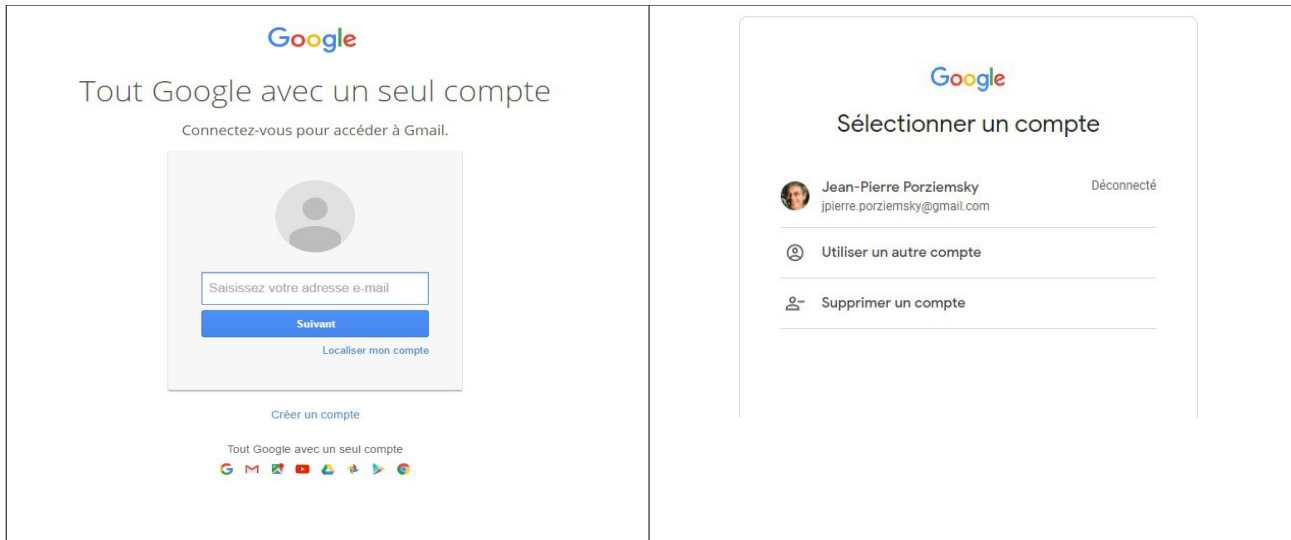 Google
Tout Google avec un seul compte
Connectez-vous pour accéder à Gmail.
Saisissez votre adresse e-mail
Suivant
Localiser mon compte
Créer un compte
Tout Google avec un seul compte
Google
Sélectionner un compte
Jean-Pierre Porziemsky
Déconnecté
jpierre.porziemsky@gmail.com
Utiliser un autre compte
Supprimer un compte